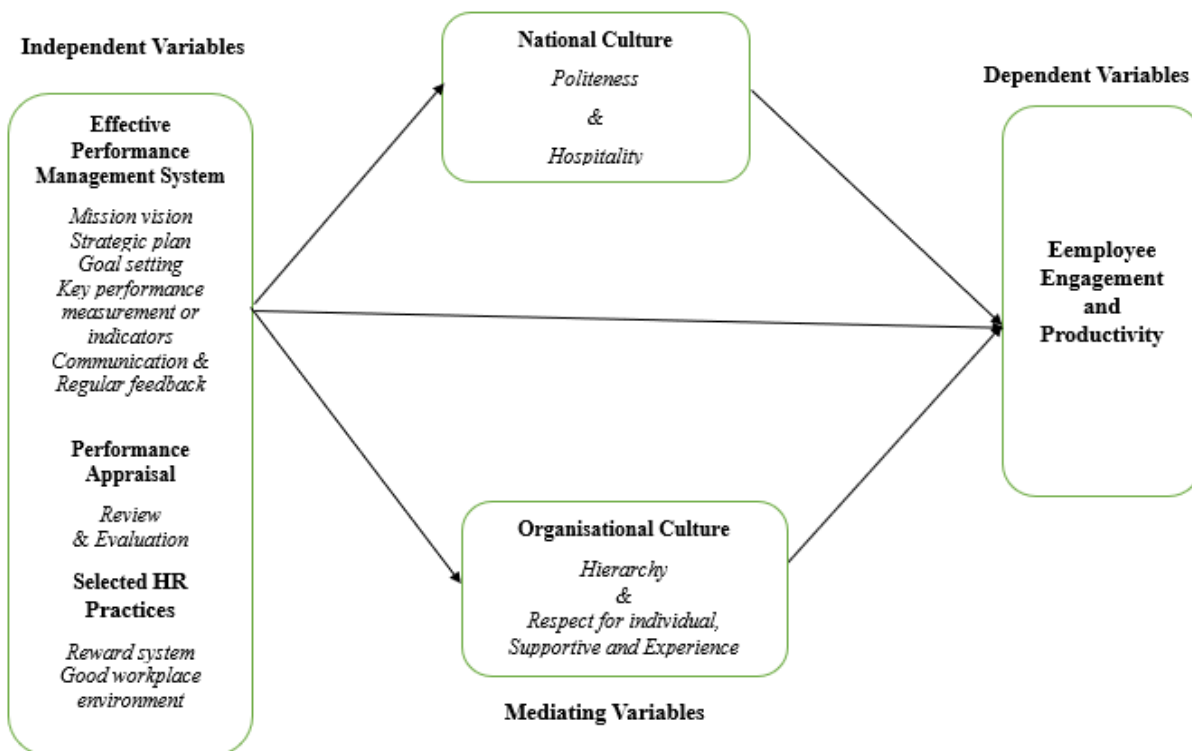 Independent Variables
Effective
Performance
Management System
Mission vision
Strategic plan
Goal setting
Key performance
measurement or
indicators
Communication &
Regular feedback
Performance
Appraisal
Review
& Evaluation
Selected HR
Practices
Reward system
Good workplace
environment
National Culture
Politeness
&
Hospitality
Organisational Culture
Hierarchy
&
Respect for individual,
Supportive and Experience
Mediating Variables
Dependent Variables
Eemployee
Engagement
and
Productivity